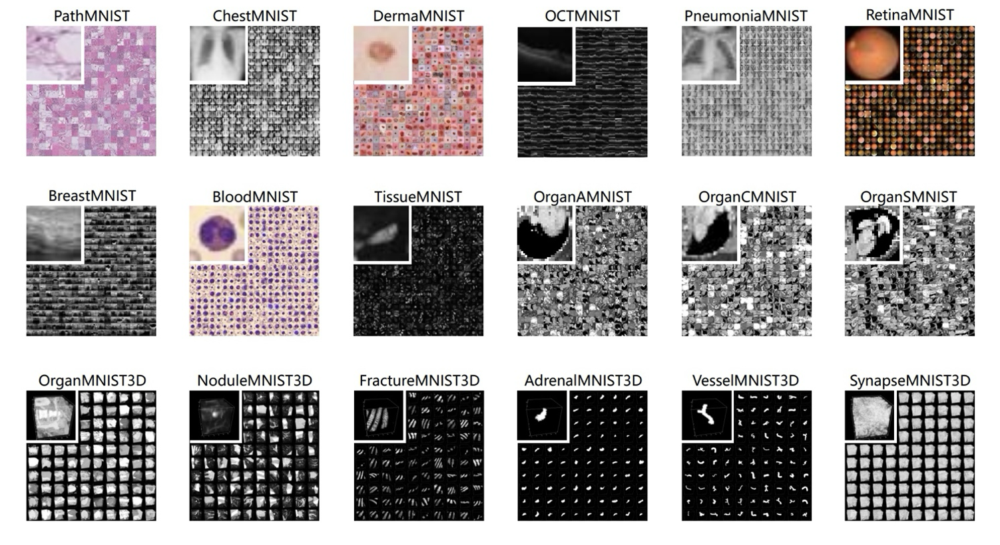 PathMNIST
ChestMNIST
DermaMNIST
OCTMNIST
PneumoniaMNIST
RetinaMNIST
BreastMNIST
BloodMNIST
TissueMNIST
OrganAMNIST
OrganCMNIST
OrganSMNIST
OrganMNIST3D
NoduleMNIST3D
FractureMNIST3D
AdrenalMNIST3D
VesselMNIST3D
SynapseMNIST3D